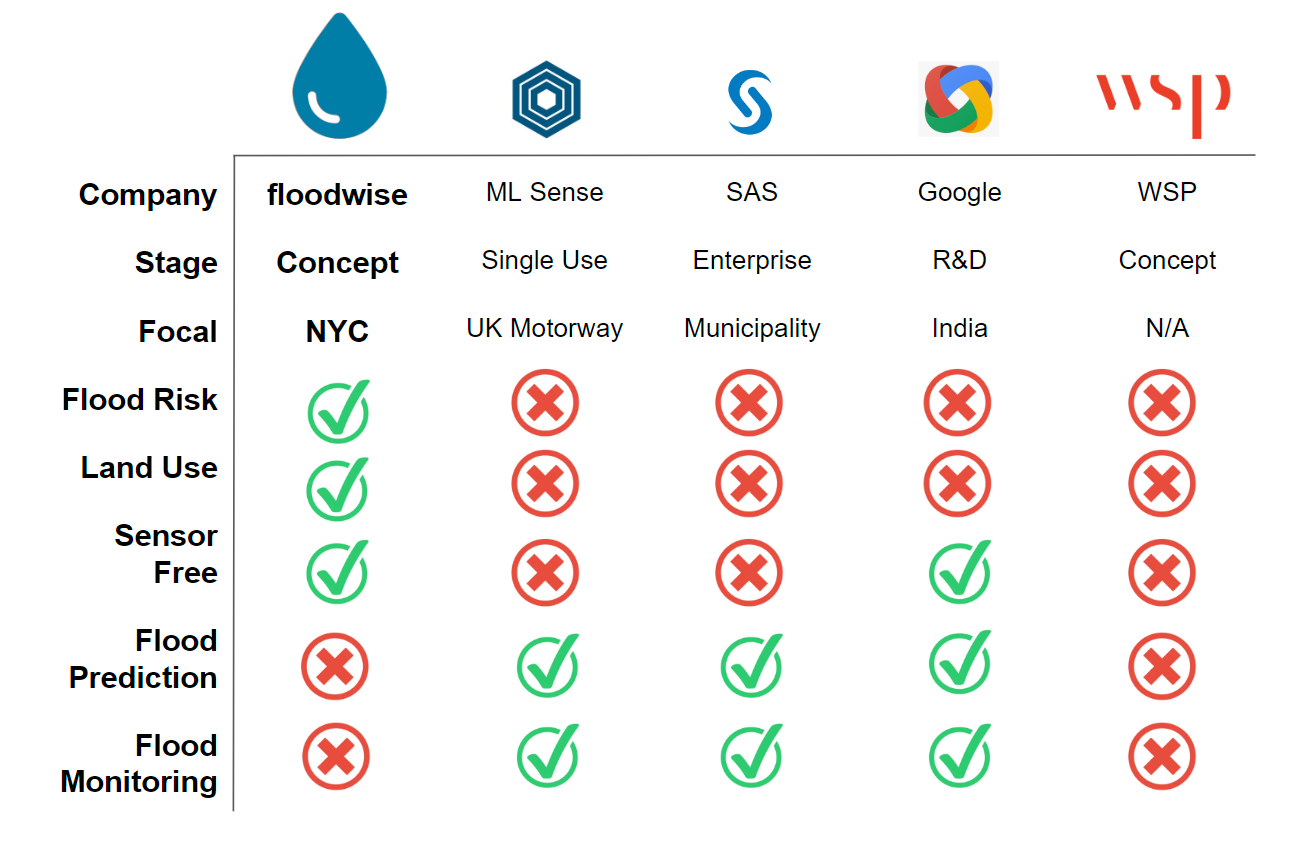 wsp
Company floodwise ML Sense SAS Google WSP
Stage Concept Single Use Enterprise R&D Concept
Focal NYC UK Motorway Municipality India N/A
Flood Risk
Land Use
Sensor
Free
Flood
Prediction
Flood
Monitoring